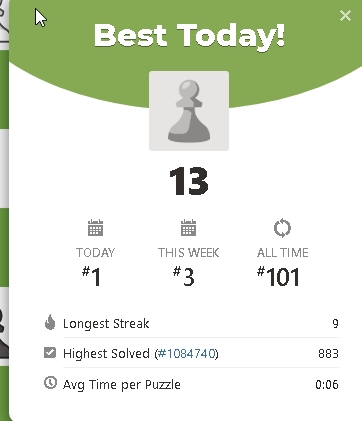 Best Today!
13
TODAY THIS WEEK ALL TIME
#1 #3 #101
Longest Streak 9
Highest Solved (#1084740) 883
Avg Time per Puzzle 0:06